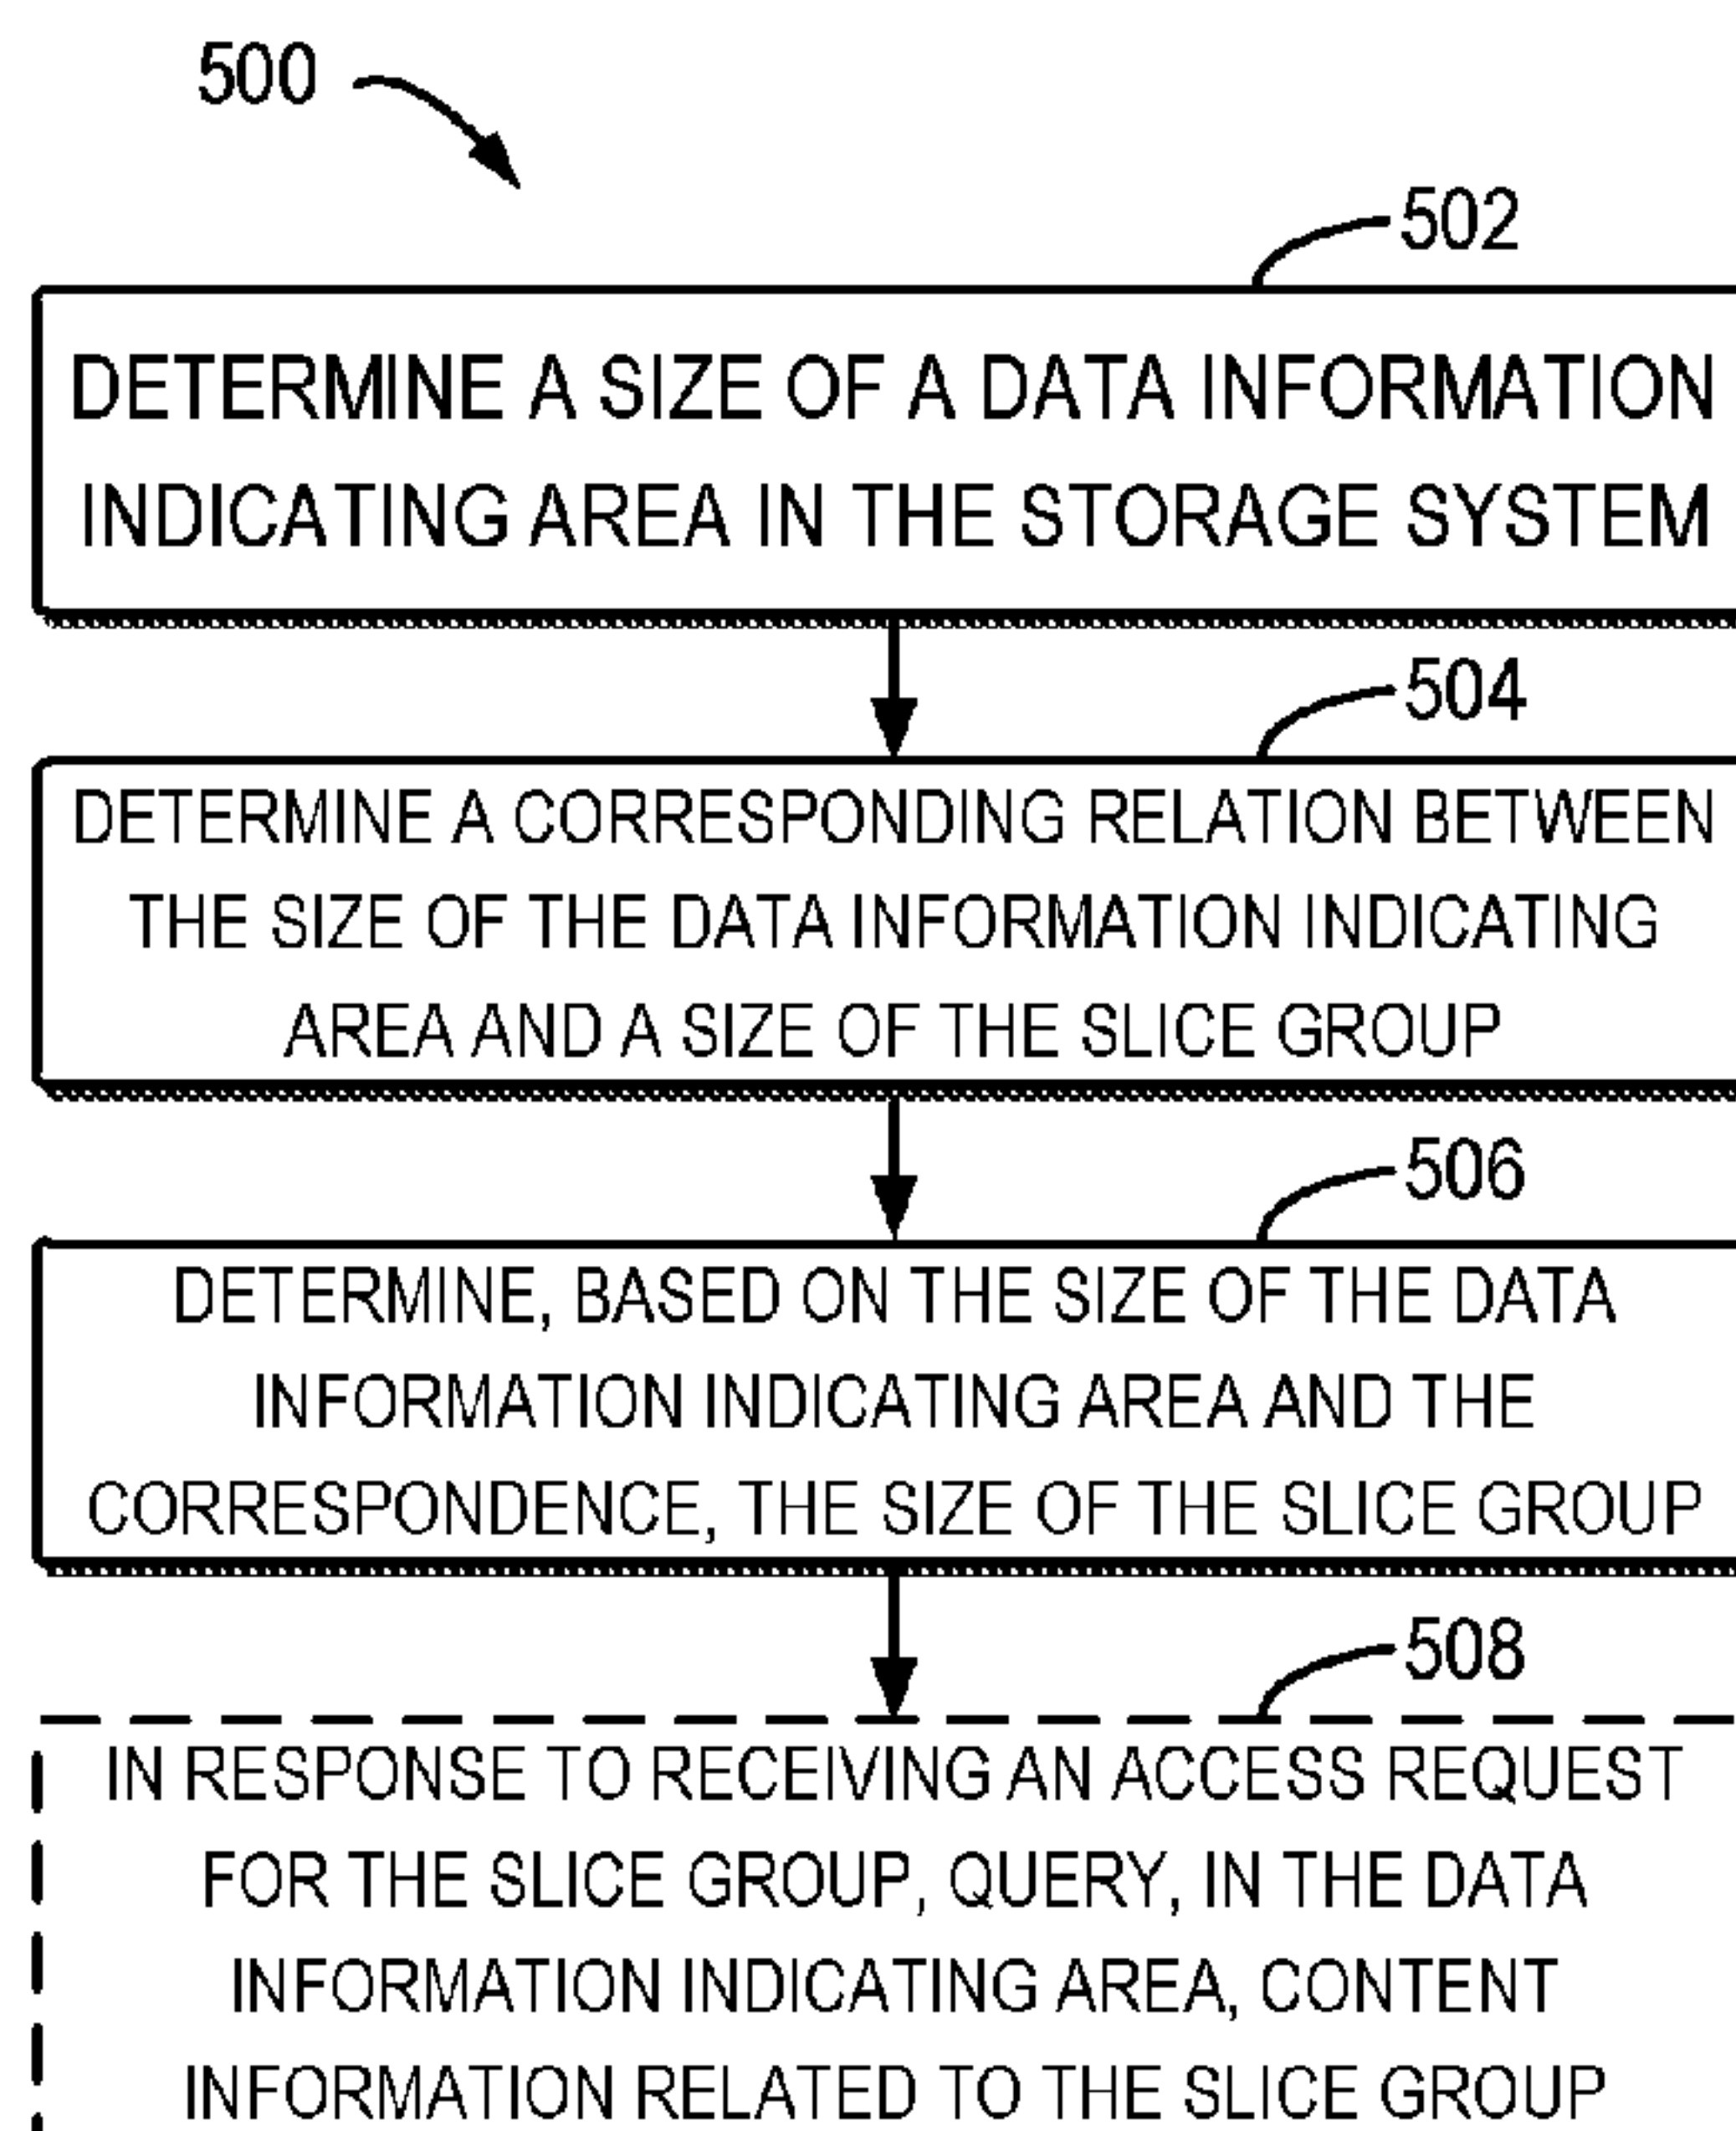 500
502
DETERMINE A SIZE OF A DATA INFORMATION
INDICATING AREA IN THE STORAGE SYSTEM
504
DETERMINE A CORRESPONDING RELATION BETWEEN
THE SIZE OF THE DATA INFORMATION INDICATING
AREA AND A SIZE OF THE SLICE GROUP
506
DETERMINE, BASED ON THE SIZE OF THE DATA
INFORMATION INDICATING AREA AND THE
CORRESPONDENCE, THE SIZE OF THE SLICE GROUP
508
IN RESPONSE TO RECEIVING AN ACCESS REQUEST
FOR THE SLICE GROUP, QUERY, IN THE DATA
INFORMATION INDICATING AREA, CONTENT
INFORMATION RELATED TO THE SLICE GROUP